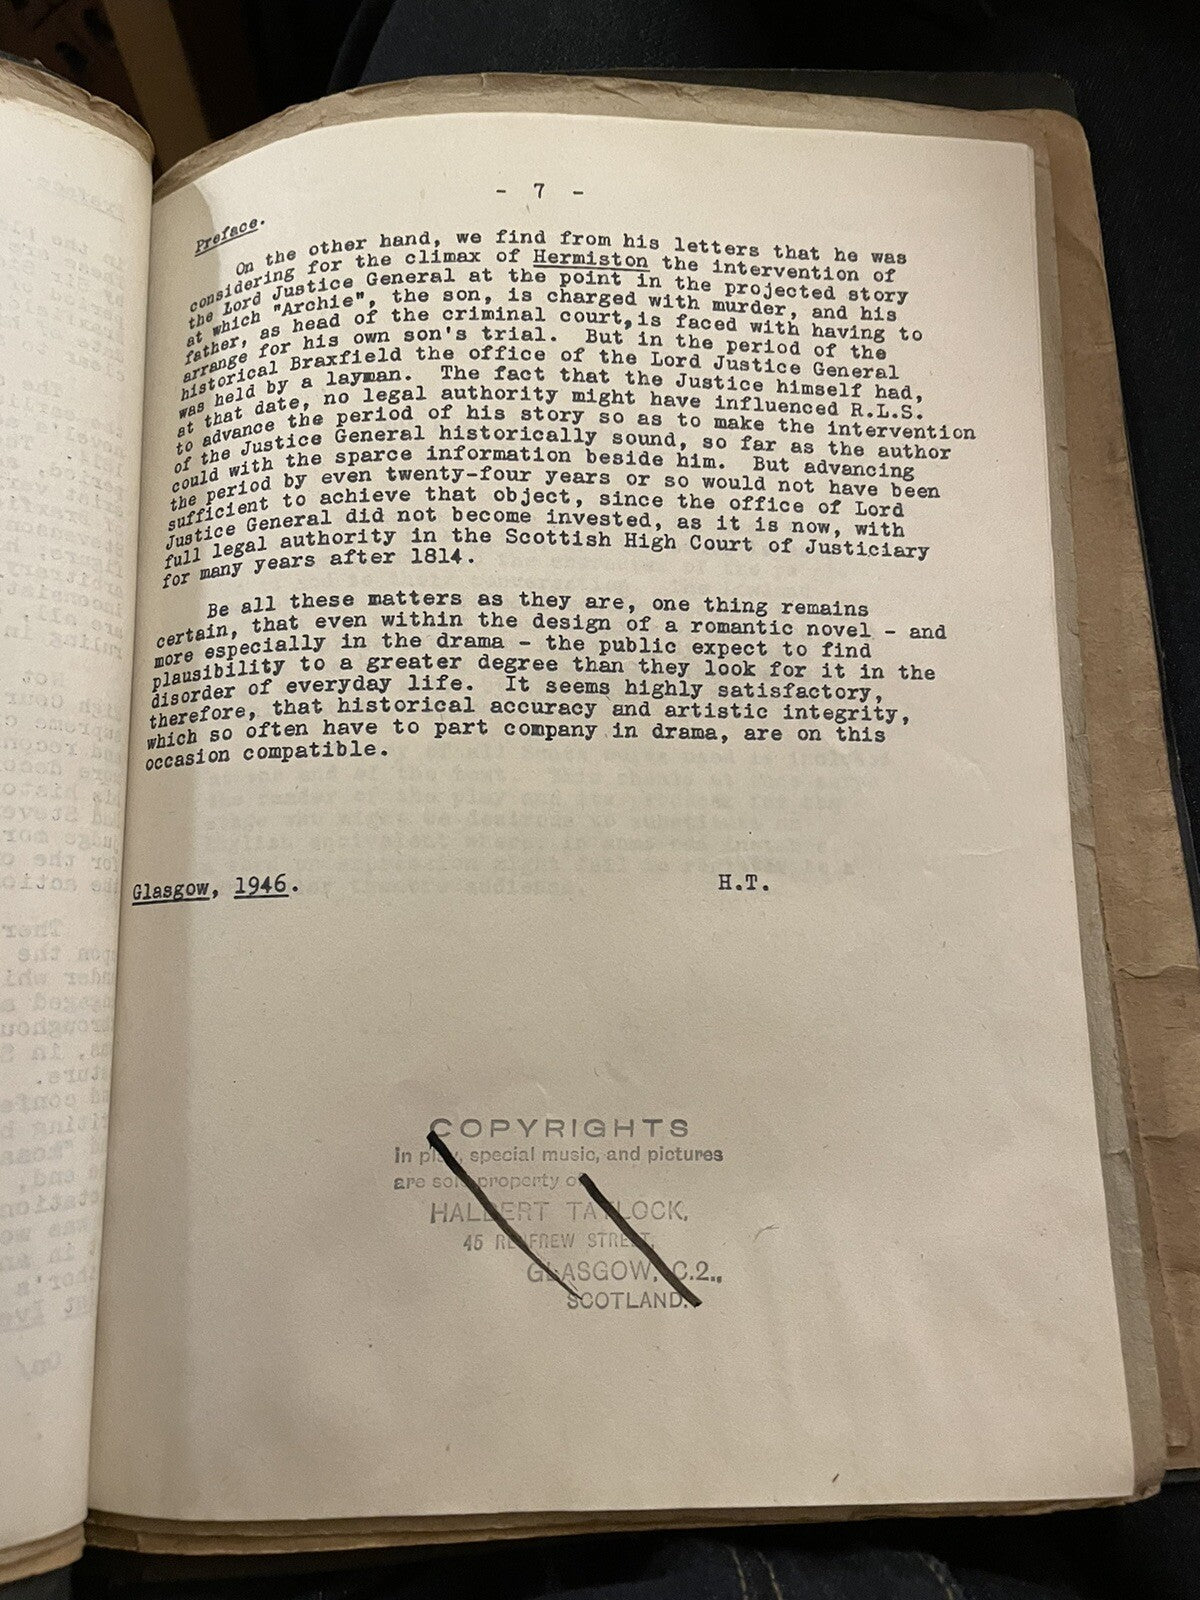 - 7 -
Preface.
On the other hand, we find from his letters that he was
considering for the climax of Hermiston the intervention of
the Lord Justice General at the point in the projected story
at which "Archie", the son, is charged with murder, and his
father, as head of the criminal court, is faced with having to
arrange for his own son's trial. But in the period of the
historical Braxfield the office of the Lord Justice General
was held by a layman. The fact that the Justice himself had,
at that date, no legal authority might have influenced R.L.S.
to advance the period of his story so as to make the intervention
of the Justice General historically sound, so far as the author
could with the sparce information beside him. But advancing
the period by even twenty-four years or so would not have been
sufficient to achieve that object, since the office of Lord
Justice General did not become invested, as it is now, with
full legal authority in the Scottish High Court of Justiciary
for many years after 1814.
Be all these matters as they are, one thing remains
certain, that even within the design of a romantic novel - and
more especially in the drama - the public expect to find
plausibility to a greater degree than they look for it in the
disorder of everyday life. It seems highly satisfactory,
therefore, that historical accuracy and artistic integrity,
which so often have to part company in drama, are on this
occasion compatible.
Glasgow, 1946. H.T.
COPYRIGHTS
In play, special music, and pictures
are sole property of
HALBERT TATLOCK,
45 RENFREW STREET,
GLASGOW, C.2.,
SCOTLAND.